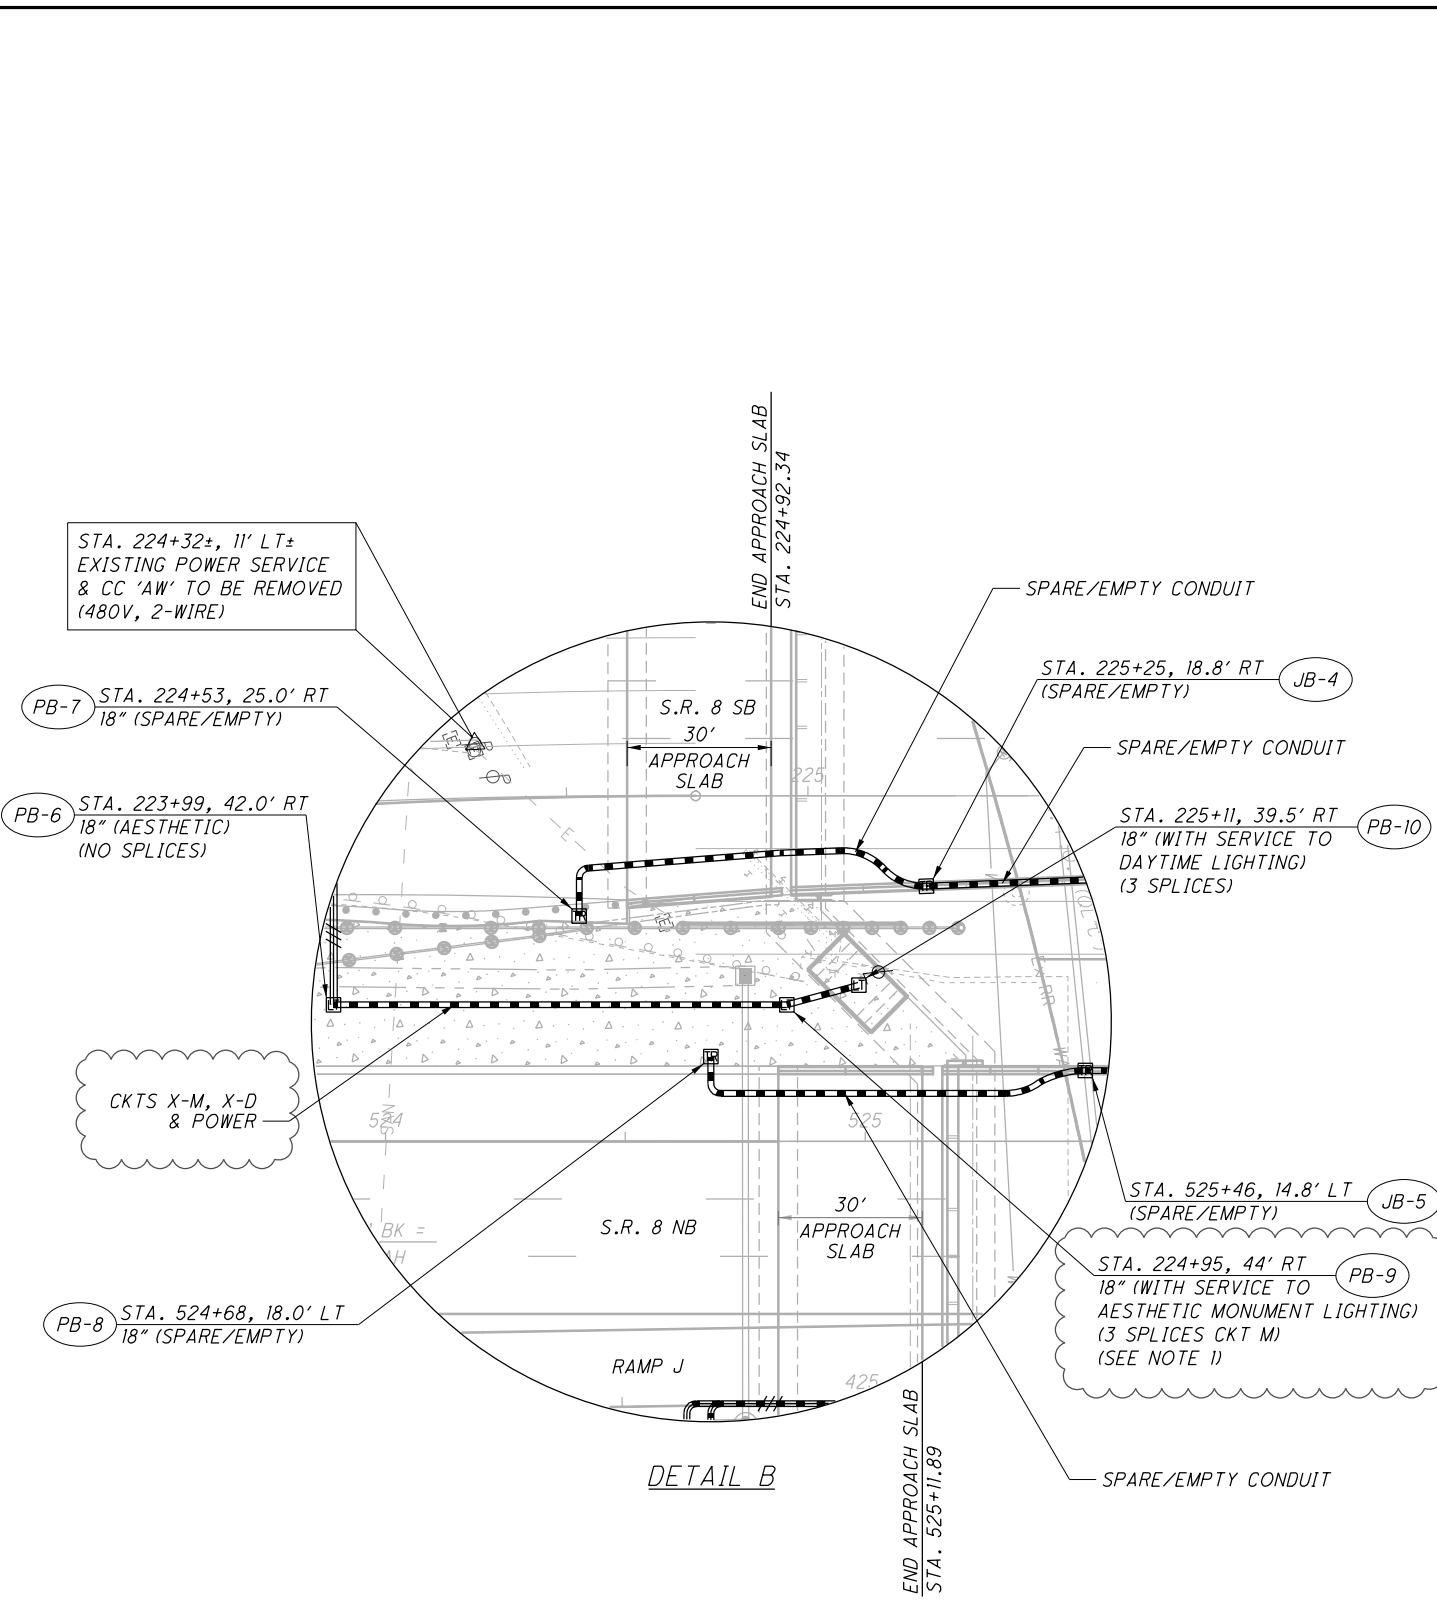 END APPROACH SLAB
STA. 224+92.34
STA. 224+32±, 11' LT±
EXISTING POWER SERVICE
& CC 'AW' TO BE REMOVED
(480V, 2-WIRE)
SPARE/EMPTY CONDUIT
PB-7
STA. 224+53, 25.0' RT
18" (SPARE/EMPTY)
STA. 225+25, 18.8' RT
(SPARE/EMPTY)
JB-4
S.R. 8 SB
30'
APPROACH
SLAB
225
SPARE/EMPTY CONDUIT
PB-6
STA. 223+99, 42.0' RT
18" (AESTHETIC)
(NO SPLICES)
STA. 225+11, 39.5' RT
18" (WITH SERVICE TO
DAYTIME LIGHTING)
(3 SPLICES)
PB-10
E
CKTS X-M, X-D
& POWER
524
525
STA. 525+46, 14.8' LT
(SPARE/EMPTY)
JB-5
S.R. 8 NB
30'
APPROACH
SLAB
BK =
AH
STA. 224+95, 44' RT
18" (WITH SERVICE TO
AESTHETIC MONUMENT LIGHTING)
(3 SPLICES CKT M)
(SEE NOTE 1)
PB-9
PB-8
STA. 524+68, 18.0' LT
18" (SPARE/EMPTY)
RAMP J
425
END APPROACH SLAB
STA. 525+11.89
SPARE/EMPTY CONDUIT
DETAIL B